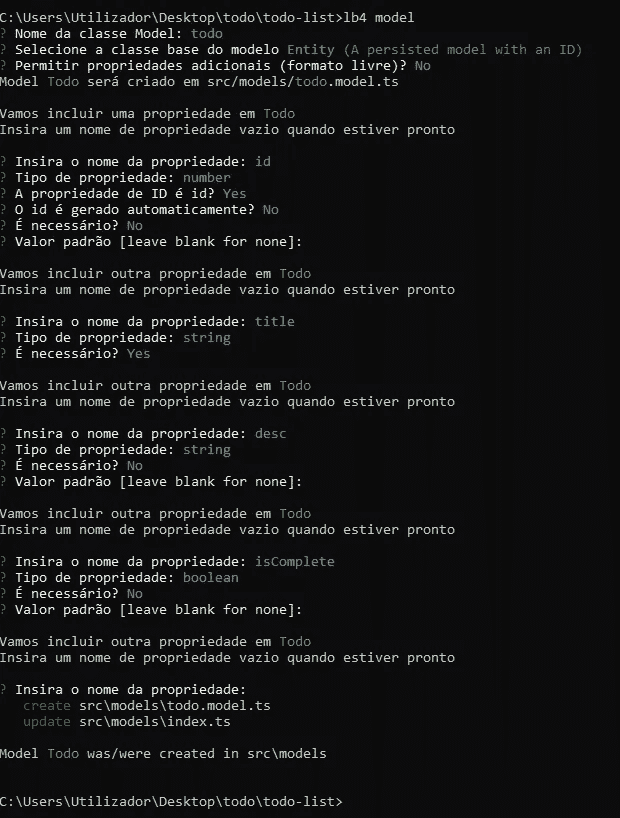 C:\Users\Utilizador\Desktop\todo\todo-list>lb4 model
? Nome da classe Model: todo
? Selecione a classe base do modelo Entity (A persisted model with an ID)
? Permitir propriedades adicionais (formato livre)? No
Model Todo será criado em src/models/todo.model.ts
Vamos incluir uma propriedade em Todo
Insira um nome de propriedade vazio quando estiver pronto
? Insira o nome da propriedade: id
? Tipo de propriedade: number
? A propriedade de ID é id? Yes
? O id é gerado automaticamente? No
? É necessário? No
? Valor padrão [leave blank for none]:
Vamos incluir outra propriedade em Todo
Insira um nome de propriedade vazio quando estiver pronto
? Insira o nome da propriedade: title
? Tipo de propriedade: string
? É necessário? Yes
Vamos incluir outra propriedade em Todo
Insira um nome de propriedade vazio quando estiver pronto
? Insira o nome da propriedade: desc
? Tipo de propriedade: string
? É necessário? No
? Valor padrão [leave blank for none]:
Vamos incluir outra propriedade em Todo
Insira um nome de propriedade vazio quando estiver pronto
? Insira o nome da propriedade: isComplete
? Tipo de propriedade: boolean
? É necessário? No
? Valor padrão [leave blank for none]:
Vamos incluir outra propriedade em Todo
Insira um nome de propriedade vazio quando estiver pronto
? Insira o nome da propriedade:
create src\models\todo.model.ts
update src\models\index.ts
Model Todo was/were created in src\models
C:\Users\Utilizador\Desktop\todo\todo-list>